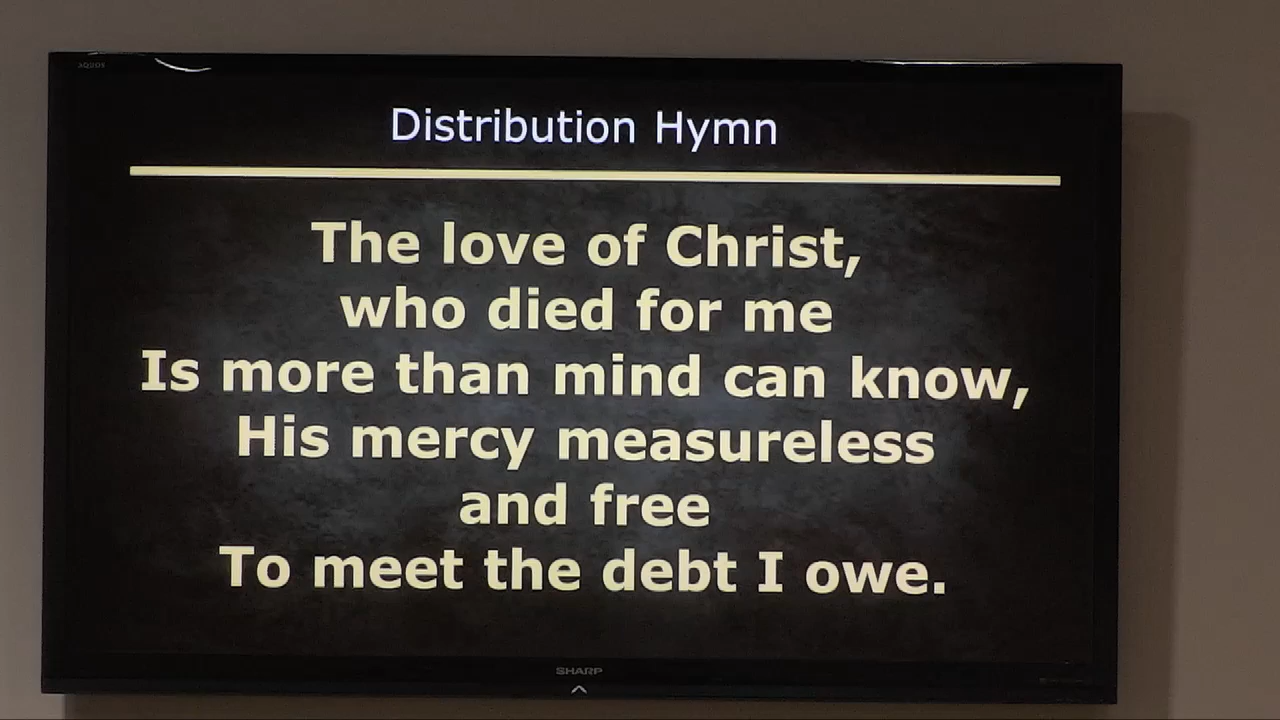 Distribution Hymn
The love of Christ,
who died for me
Is more than mind can know,
His mercy measureless
and free
To meet the debt I owe.
SHARP